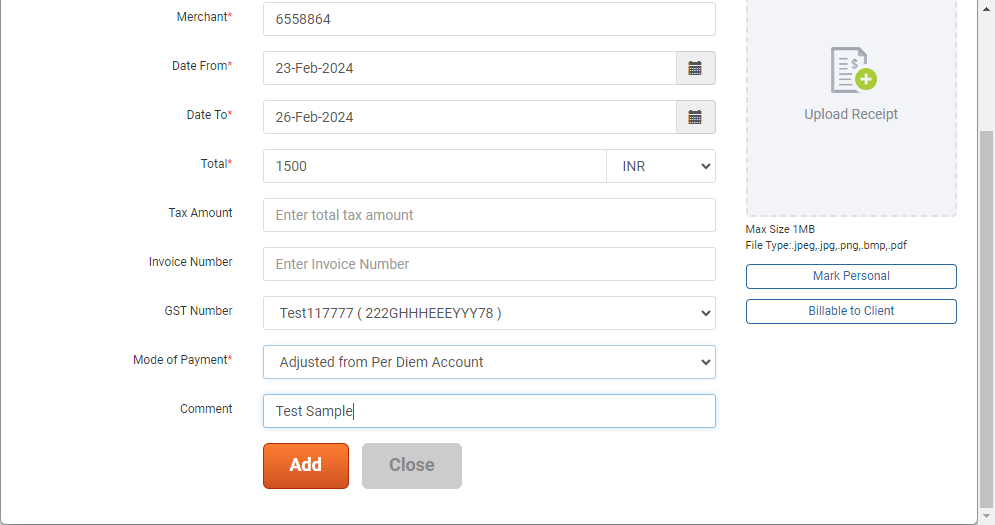 Merchant*
6558864
Date From*
23-Feb-2024
Date To*
26-Feb-2024
Total*
1500
INR
Tax Amount
Enter total tax amount
Invoice Number
Enter Invoice Number
GST Number
Test117777 ( 222GHHHEEEYYY78 )
Mode of Payment*
Adjusted from Per Diem Account
Comment
Test Sample
Add
Close
$
Upload Receipt
Max Size 1MB
File Type:.jpeg,.jpg,.png,.bmp,.pdf
Mark Personal
Billable to Client